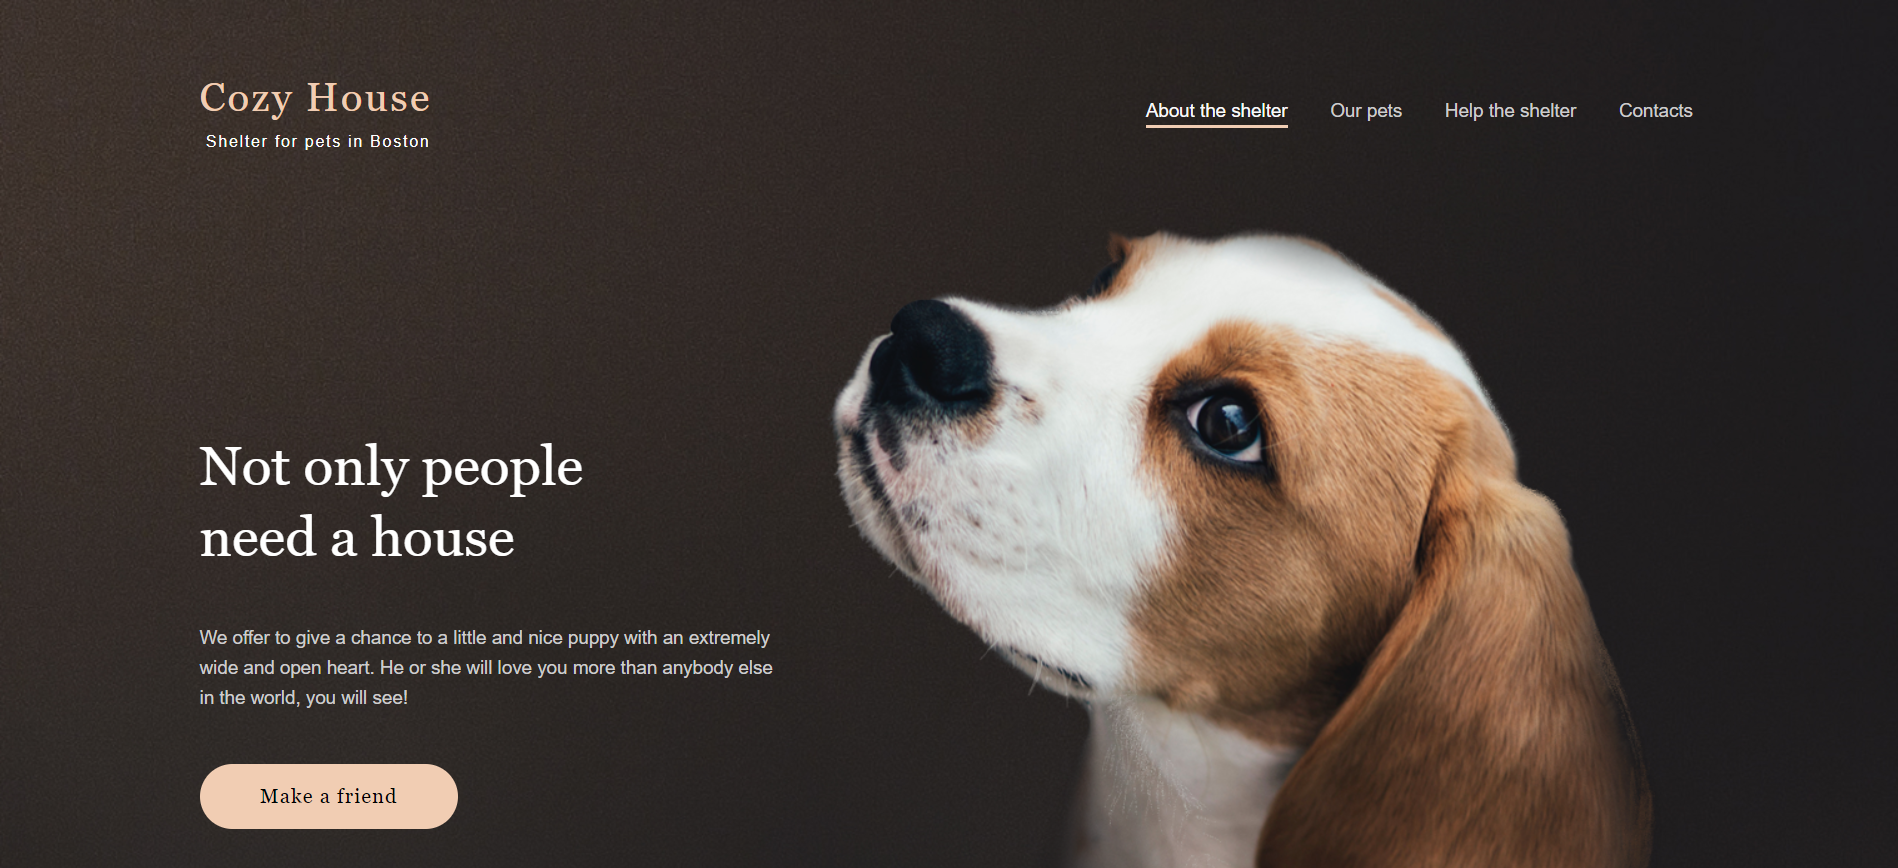 Cozy House
Shelter for pets in Boston
About the shelter
Our pets
Help the shelter
Contacts
Not only people
need a house
We offer to give a chance to a little and nice puppy with an extremely
wide and open heart. He or she will love you more than anybody else
in the world, you will see!
Make a friend